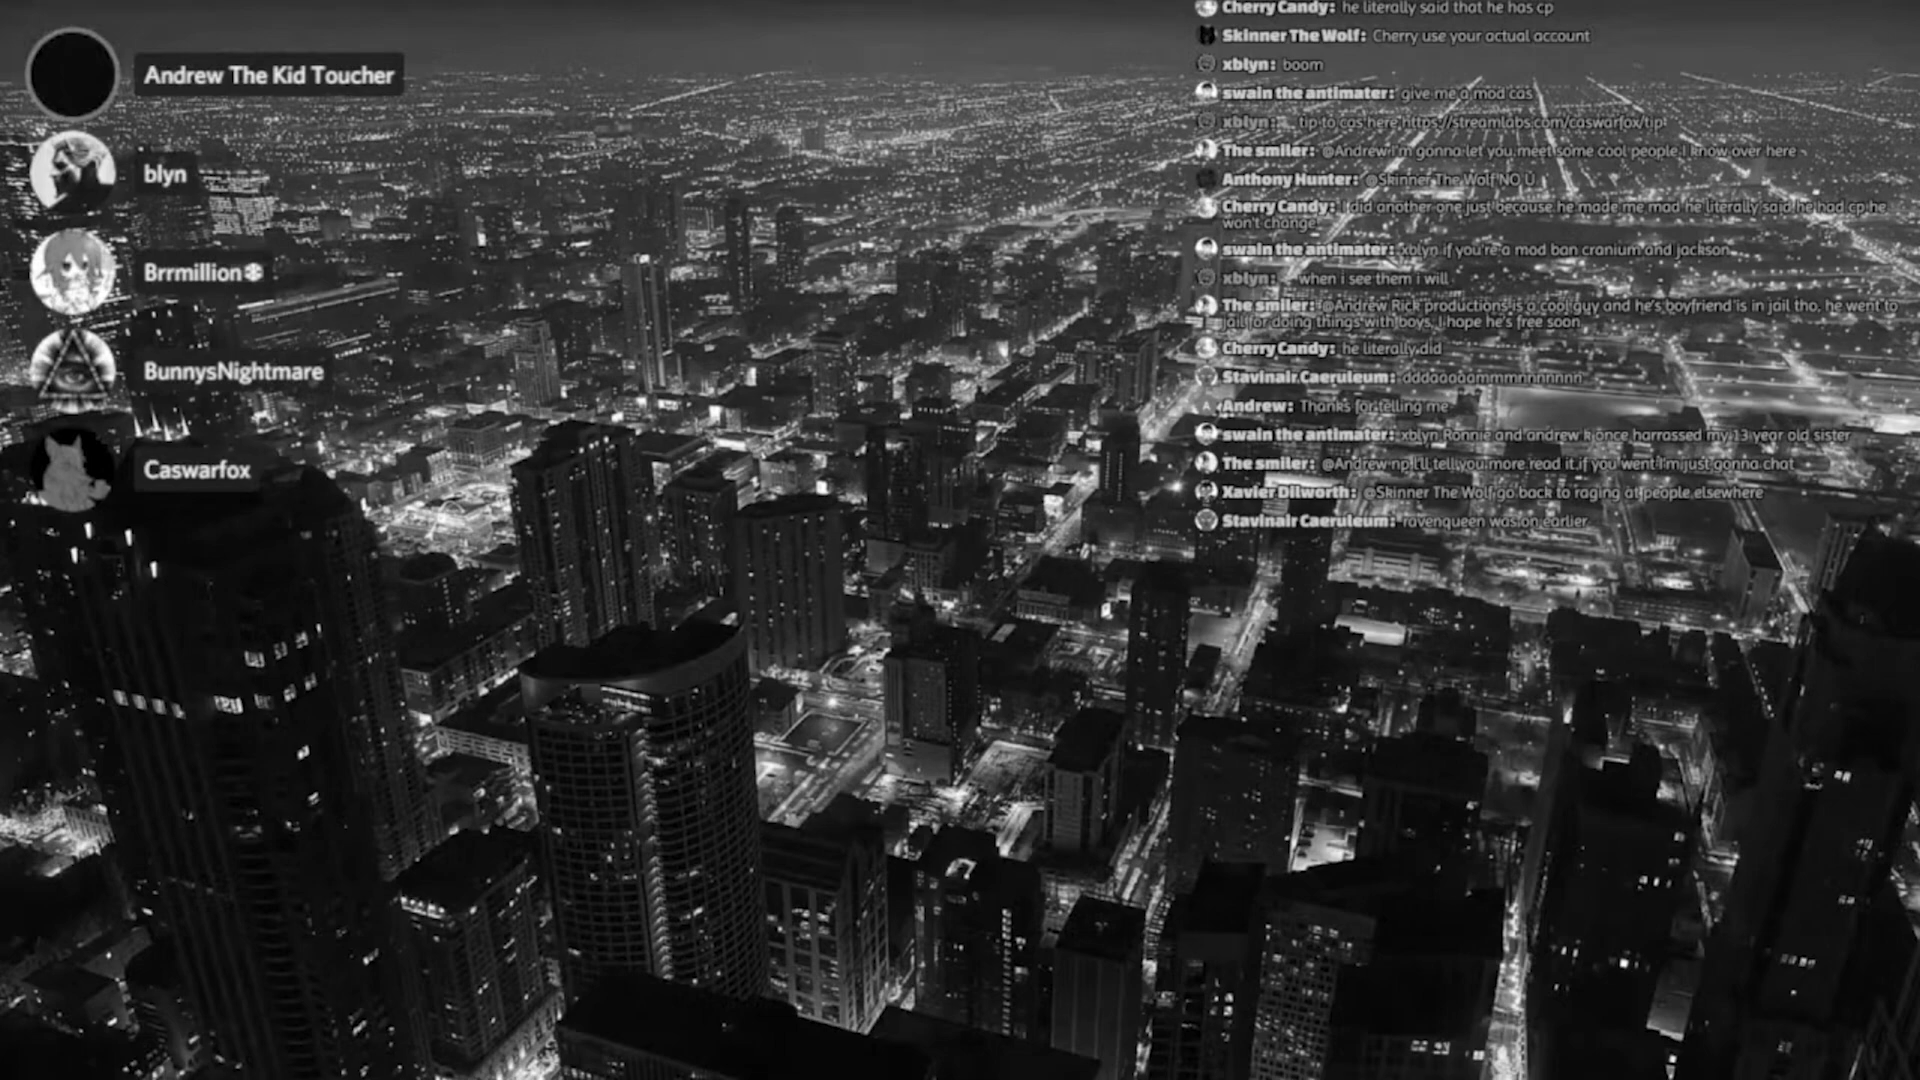 Andrew The Kid Toucher
blyn
Brrmillion
BunnysNightmare
Caswarfox
Cherry Candy: he literally said that he has cp
Skinner The Wolf: Cherry use your actual account
xblyn: boom
swain the antimater: give me a mod cas
xblyn: tip to cas here https://streamlabs.com/caswarfox/tip
The smiler: @Andrew I'm gonna let you meet some cool people I know over here
Anthony Hunter: @Skinner The Wolf NO U
Cherry Candy: I did another one just because he made me mad he literally said he had cp he
won't change
swain the antimater: xblyn if you're a mod ban cranium and jackson
xblyn: when i see them i will
The smiler: @Andrew Rick productions is a cool guy and he's boyfriend is in jail tho, he went to
jail for doing things with boys, I hope he's free soon
Cherry Candy: he literally did
Stavinair Caeruleum:
Andrew: Thanks for telling me
swain the antimater: xblyn Ronnie and andrew k once harrassed my 13 year old sister
The smiler: @Andrew np I'll tell you more read it if you went I'm just gonna chat
Xavier Dilworth: @Skinner The Wolf go back to raging at people elsewhere
Stavinair Caeruleum: ravenqueen was on earlier